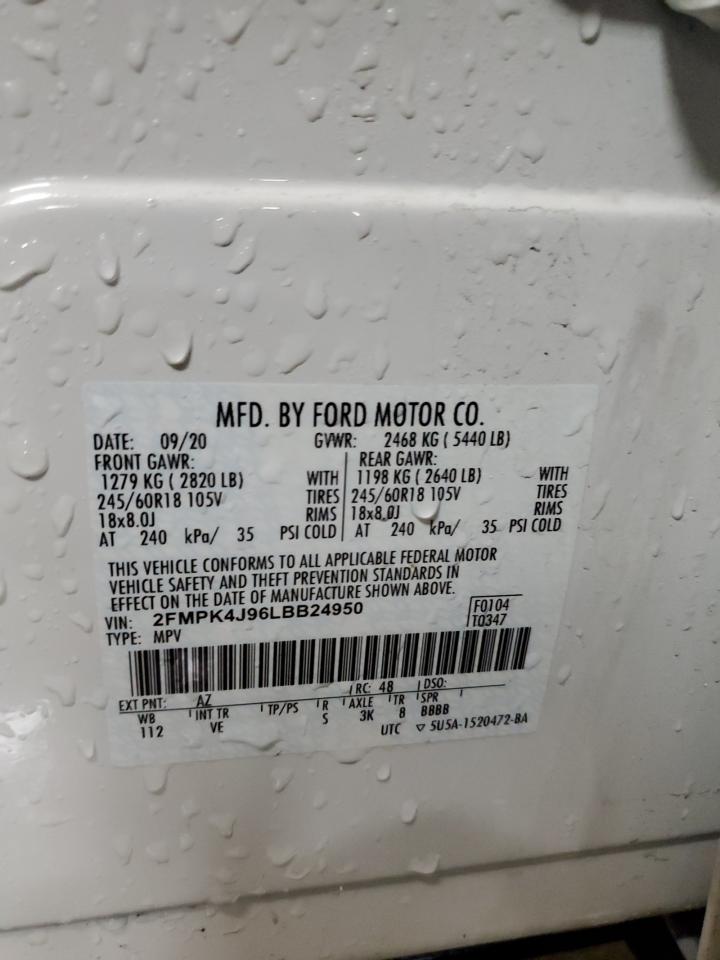 MFD. BY FORD MOTOR CO.
DATE: 09/20 GVWR: 2468 KG ( 5440 LB)
FRONT GAWR: REAR GAWR:
1279 KG ( 2820 LB) WITH 1198 KG ( 2640 LB) WITH
245/60R18 105V TIRES 245/60R18 105V TIRES
18x8.0J RIMS 18x8.0J RIMS
AT 240 kPa/ 35 PSI COLD AT 240 kPa/ 35 PSI COLD
THIS VEHICLE CONFORMS TO ALL APPLICABLE FEDERAL MOTOR
VEHICLE SAFETY AND THEFT PREVENTION STANDARDS IN
EFFECT ON THE DATE OF MANUFACTURE SHOWN ABOVE.
VIN: 2FMPK4J96LBB24950 F0104
TYPE: MPV T0347
EXT PNT: AZ RC: 48 DSO:
WB INT TR TP/PS R AXLE TR SPR
112 VE S 3K 8 BBBB
UTC ▽ 5U5A-1520472-BA